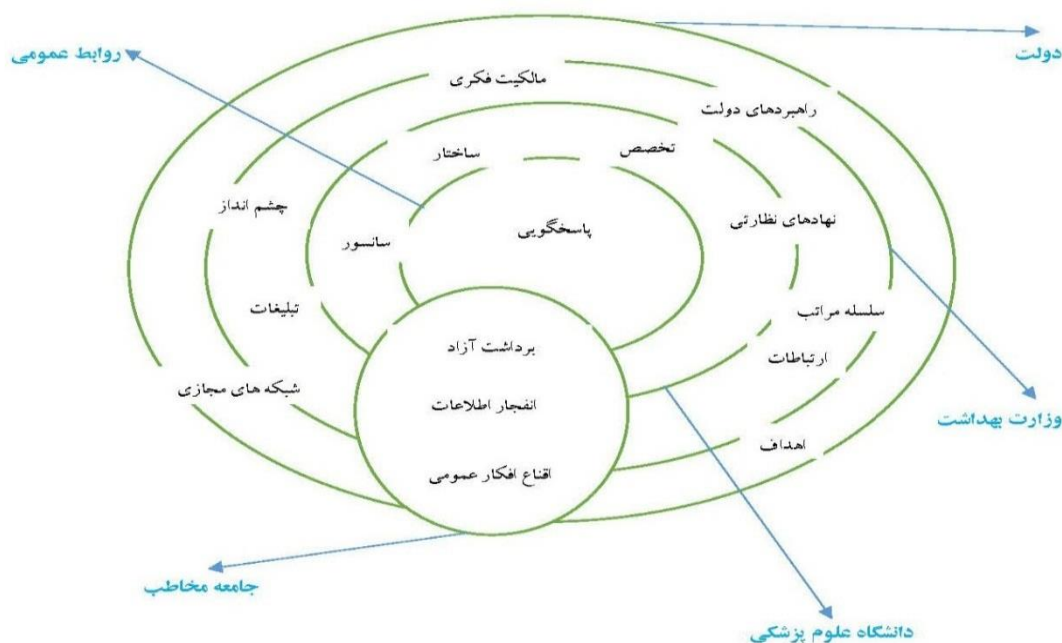 دولت
روابط عمومی
مالکیت فکری
راهبردهای دولت
تخصص
ساختار
چشم انداز
نهادهای نظارتی
پاسخگویی
سانسور
سلسله مراتب
تبلیغات
برداشت آزاد
ارتباطات
شبکه های مجازی
انفجار اطلاعات
وزارت بهداشت
اهداف
اقناع افکار عمومی
جامعه مخاطب
دانشگاه علوم پزشکی